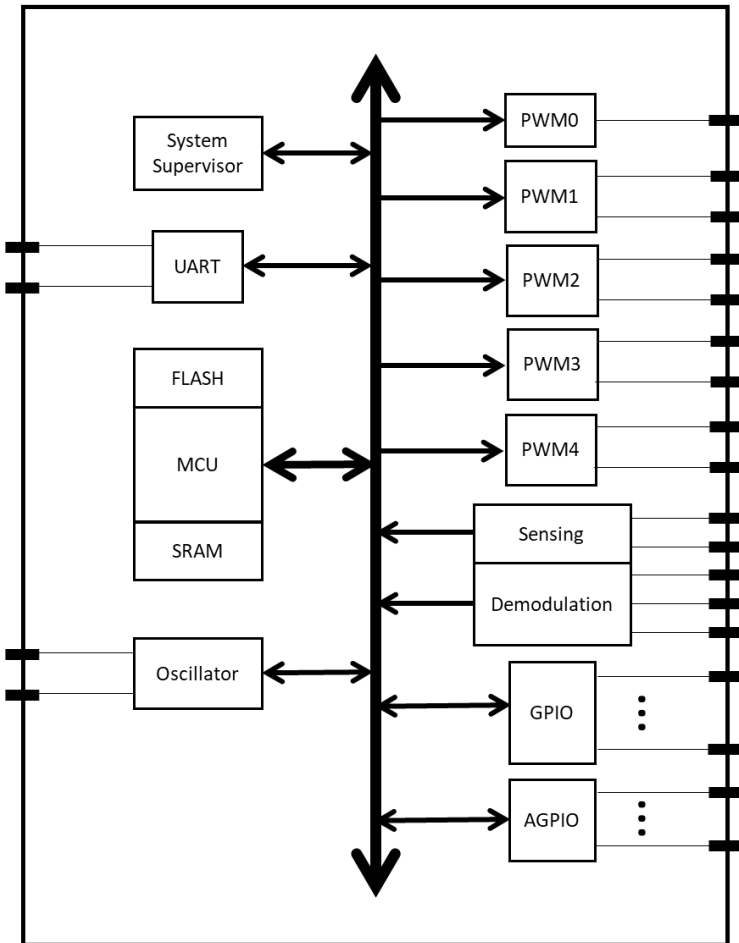 System
Supervisor
UART
FLASH
MCU
SRAM
Oscillator
PWM0
PWM1
PWM2
PWM3
PWM4
Sensing
Demodulation
GPIO
AGPIO